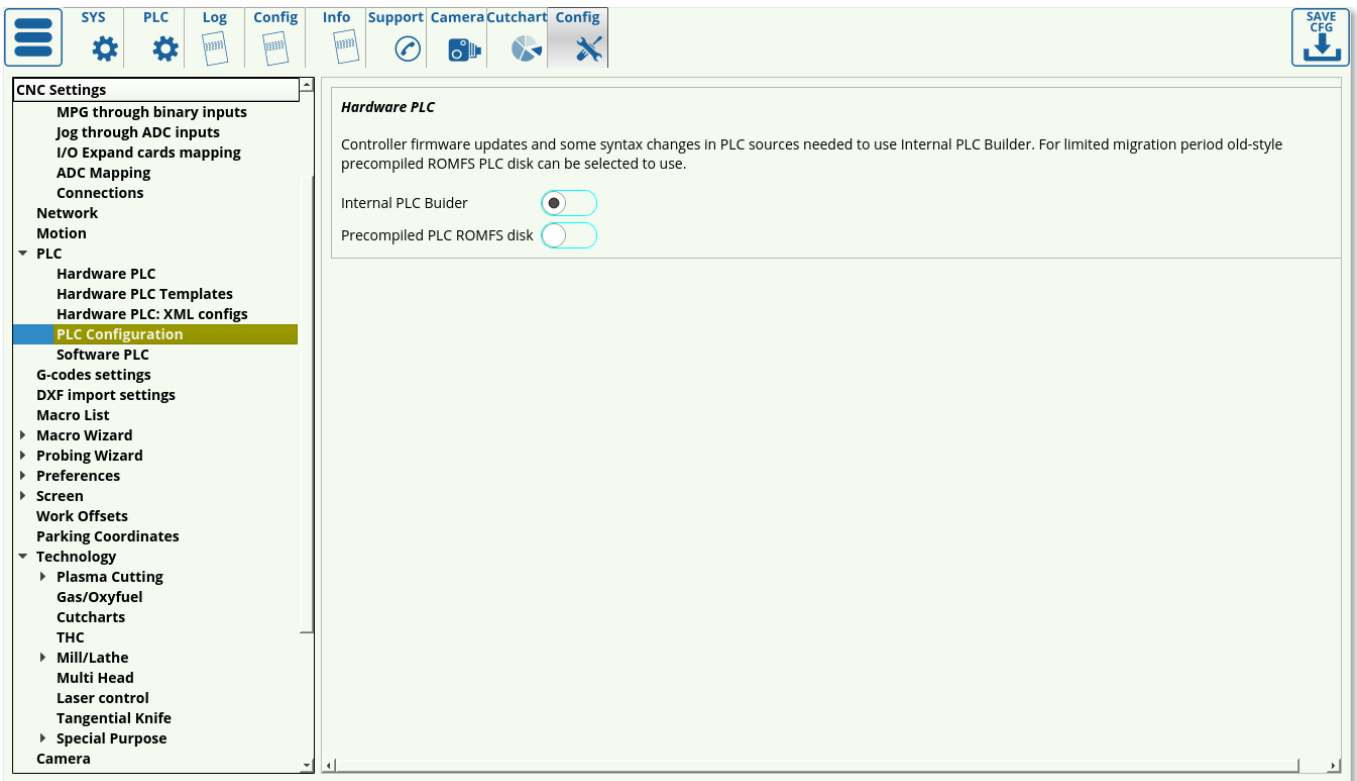 SYS PLC Log Config Info Support Camera Cutchart Config SAVE
CFG
CNC Settings
MPG through binary inputs
Jog through ADC inputs
I/O Expand cards mapping
ADC Mapping
Connections
Network
Motion
PLC
Hardware PLC
Hardware PLC Templates
Hardware PLC: XML configs
PLC Configuration
Software PLC
G-codes settings
DXF import settings
Macro List
Macro Wizard
Probing Wizard
Preferences
Screen
Work Offsets
Parking Coordinates
Technology
Plasma Cutting
Gas/Oxyfuel
Cutcharts
THC
Mill/Lathe
Multi Head
Laser control
Tangential Knife
Special Purpose
Camera
Hardware PLC
Controller firmware updates and some syntax changes in PLC sources needed to use Internal PLC Builder. For limited migration period old-style
precompiled ROMFS PLC disk can be selected to use.
Internal PLC Buider
Precompiled PLC ROMFS disk